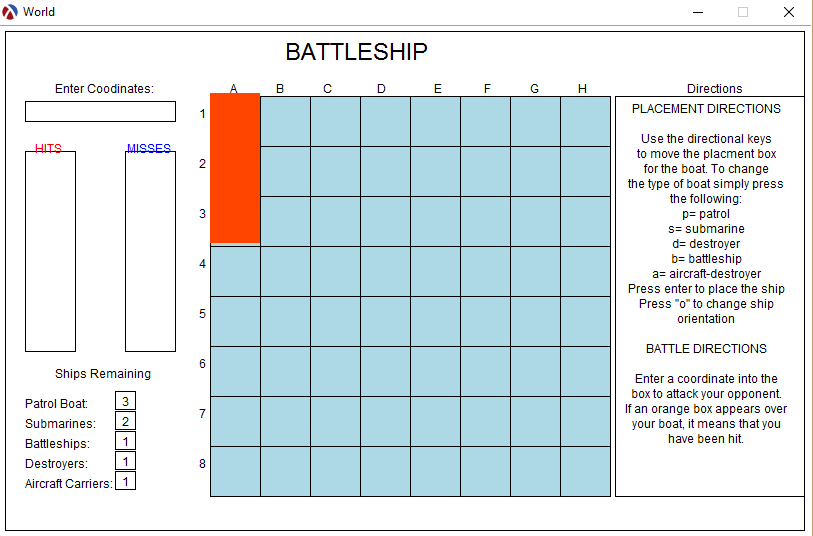 World
BATTLESHIP
Enter Coodinates:
HITS
MISSES
Ships Remaining
Patrol Boat: 3
Submarines: 2
Battleships: 1
Destroyers: 1
Aircraft Carriers: 1
A B C D E F G H
1
2
3
4
5
6
7
8
Directions
PLACEMENT DIRECTIONS
Use the directional keys
to move the placment box
for the boat. To change
the type of boat simply press
the following:
p= patrol
s= submarine
d= destroyer
b= battleship
a= aircraft-destroyer
Press enter to place the ship
Press "o" to change ship
orientation
BATTLE DIRECTIONS
Enter a coordinate into the
box to attack your opponent.
If an orange box appears over
your boat, it means that you
have been hit.